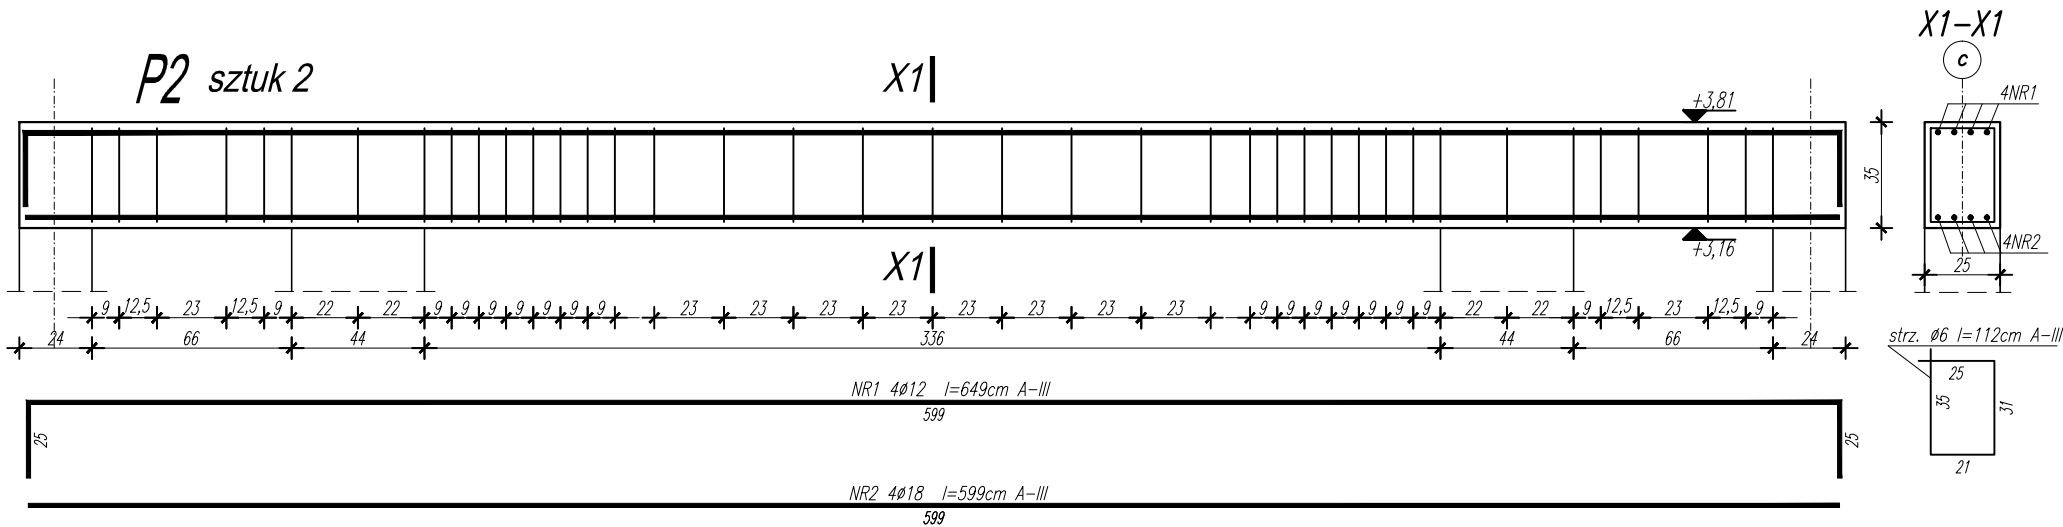 X1-X1
c
P2 sztuk 2
X1
+3,81
4NR1
35
X1
+3,16
4NR2
25
9 12,5 23 12,5 9 22 22 9 9 9 9 9 9 9 23 23 23 23 23 23 23 23 9 9 9 9 9 9 9 22 22 9 12,5 23 12,5 9
24 66 44 336 44 66 24
strz. ø6 l=112cm A-III
25
35
31
21
NR1 4ø12 l=649cm A-III
599
25
25
NR2 4ø18 l=599cm A-III
599